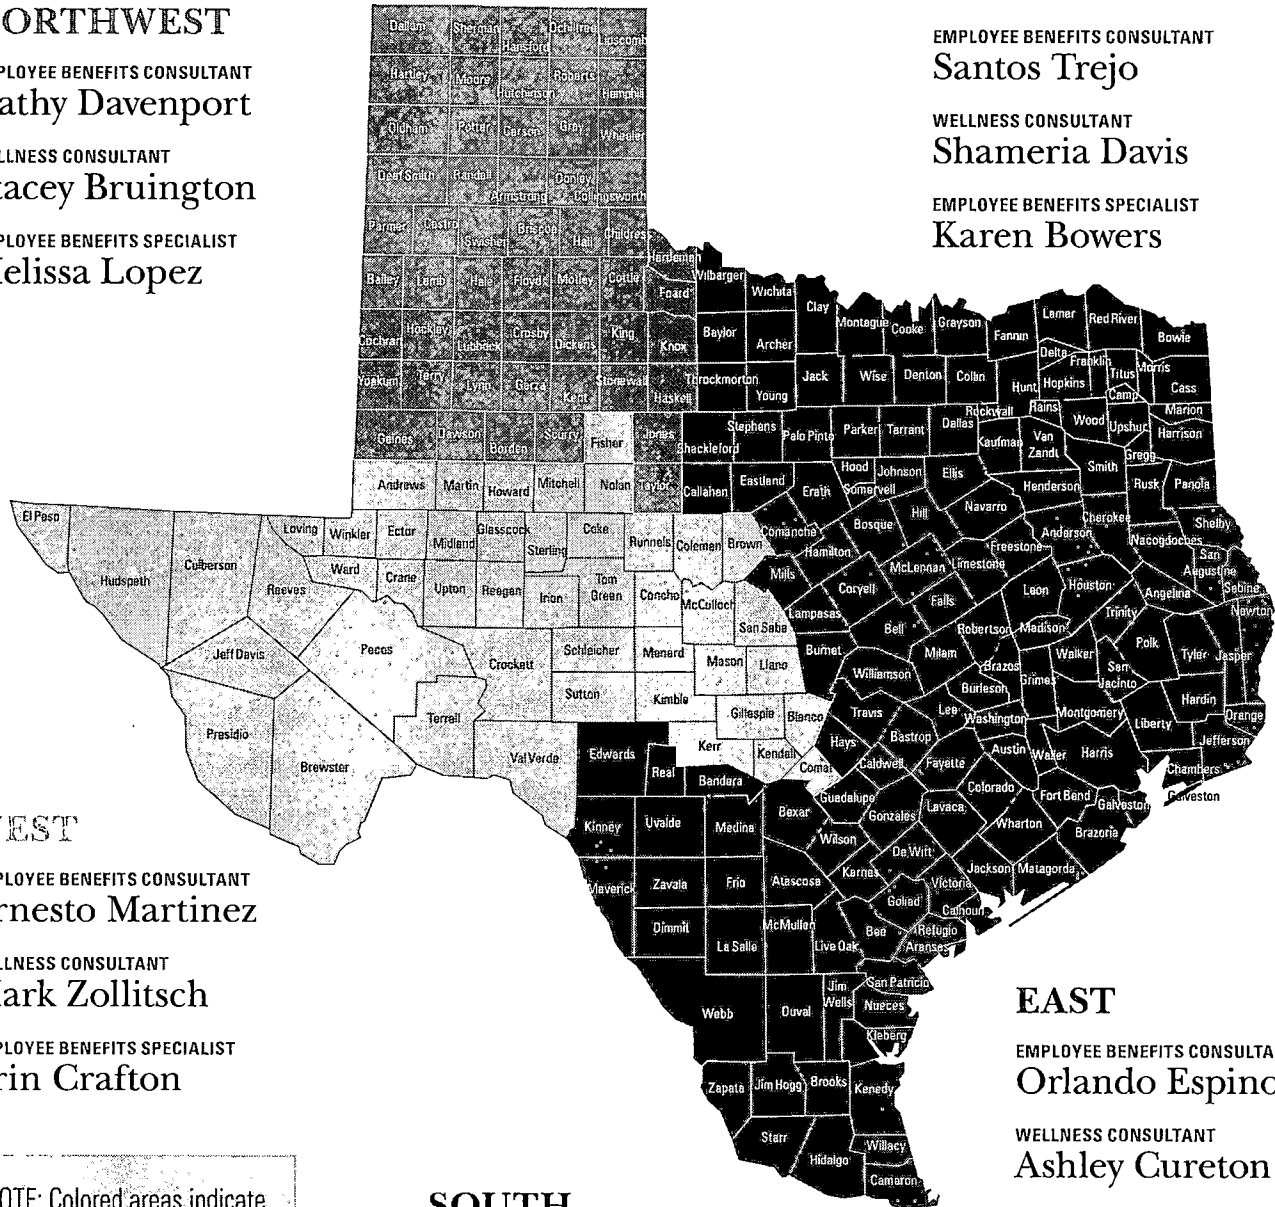 ORTHWEST
PLOYEE BENEFITS CONSULTANT
athy Davenport
LLNESS CONSULTANT
tacey Bruington
PLOYEE BENEFITS SPECIALIST
elissa Lopez
EMPLOYEE BENEFITS CONSULTANT
Santos Trejo
WELLNESS CONSULTANT
Shameria Davis
EMPLOYEE BENEFITS SPECIALIST
Karen Bowers
Dallam Sherman Hansford Ochiltree Lipscomb
Hartley Moore Hutchinson Roberts Hemphill
Oldham Potter Carson Gray Wheeler
Deaf Smith Randall Armstrong Donley Collingsworth
Parmer Castro Swisher Briscoe Hall Childress
Hardeman Wilbarger Wichita Clay Montague Cooke Grayson Fannin Lamar Red River Bowie
Bailey Lamb Hale Floyd Motley Cottle Foard
Cochran Hockley Lubbock Crosby Dickens King Knox Baylor Archer
Delta Franklin Titus Morris Cass
Yoakum Terry Lynn Garza Kent Stonewall Haskell Throckmorton Young Jack Wise Denton Collin Hunt Hopkins Camp Marion
Gaines Dawson Borden Scurry Fisher Jones Shackelford Stephens Palo Pinto Parker Tarrant Dallas Rockwall Kaufman Rains Van Zandt Wood Upshur Harrison Gregg
Andrews Martin Howard Mitchell Nolan Taylor Callahan Eastland Erath Hood Somervell Johnson Ellis Henderson Smith Rusk Panola
El Paso Hudspeth Culberson Reeves Loving Winkler Ector Midland Glasscock Sterling Coke Runnels Coleman Brown Comanche Hamilton Bosque Hill Navarro Freestone Anderson Cherokee Nacogdoches Shelby San Augustine Sabine Newton
Ward Crane Upton Reagan Irion Tom Green Concho McCulloch San Saba Mills Lampasas Coryell McLennan Limestone Falls Leon Houston Trinity Angelina
Jeff Davis Pecos Crockett Schleicher Menard Mason Llano Burnet Bell Milam Robertson Madison Brazos Walker San Jacinto Polk Tyler Jasper
Presidio Brewster Terrell Val Verde Sutton Kimble Gillespie Blanco Williamson Travis Lee Burleson Washington Grimes Montgomery Liberty Hardin Orange Jefferson
Edwards Real Kerr Kendall Comal Bandera Hays Caldwell Bastrop Fayette Austin Waller Harris Chambers Galveston
Kinney Uvalde Medina Bexar Guadalupe Gonzales Lavaca Colorado Fort Bend Galveston Wharton Brazoria
Maverick Zavala Frio Atascosa Wilson Karnes De Witt Victoria Jackson Matagorda
Dimmit La Salle McMullen Live Oak Bee Goliad Calhoun Refugio Aransas
Webb Duval Jim Wells San Patricio Nueces Kleberg
Zapata Jim Hogg Brooks Kenedy
Starr Hidalgo Willacy Cameron
EST
PLOYEE BENEFITS CONSULTANT
rnesto Martinez
LLNESS CONSULTANT
ark Zollitsch
PLOYEE BENEFITS SPECIALIST
rin Crafton
OTE: Colored areas indicate
SOUTH
EAST
EMPLOYEE BENEFITS CONSULTA
Orlando Espino
WELLNESS CONSULTANT
Ashley Cureton